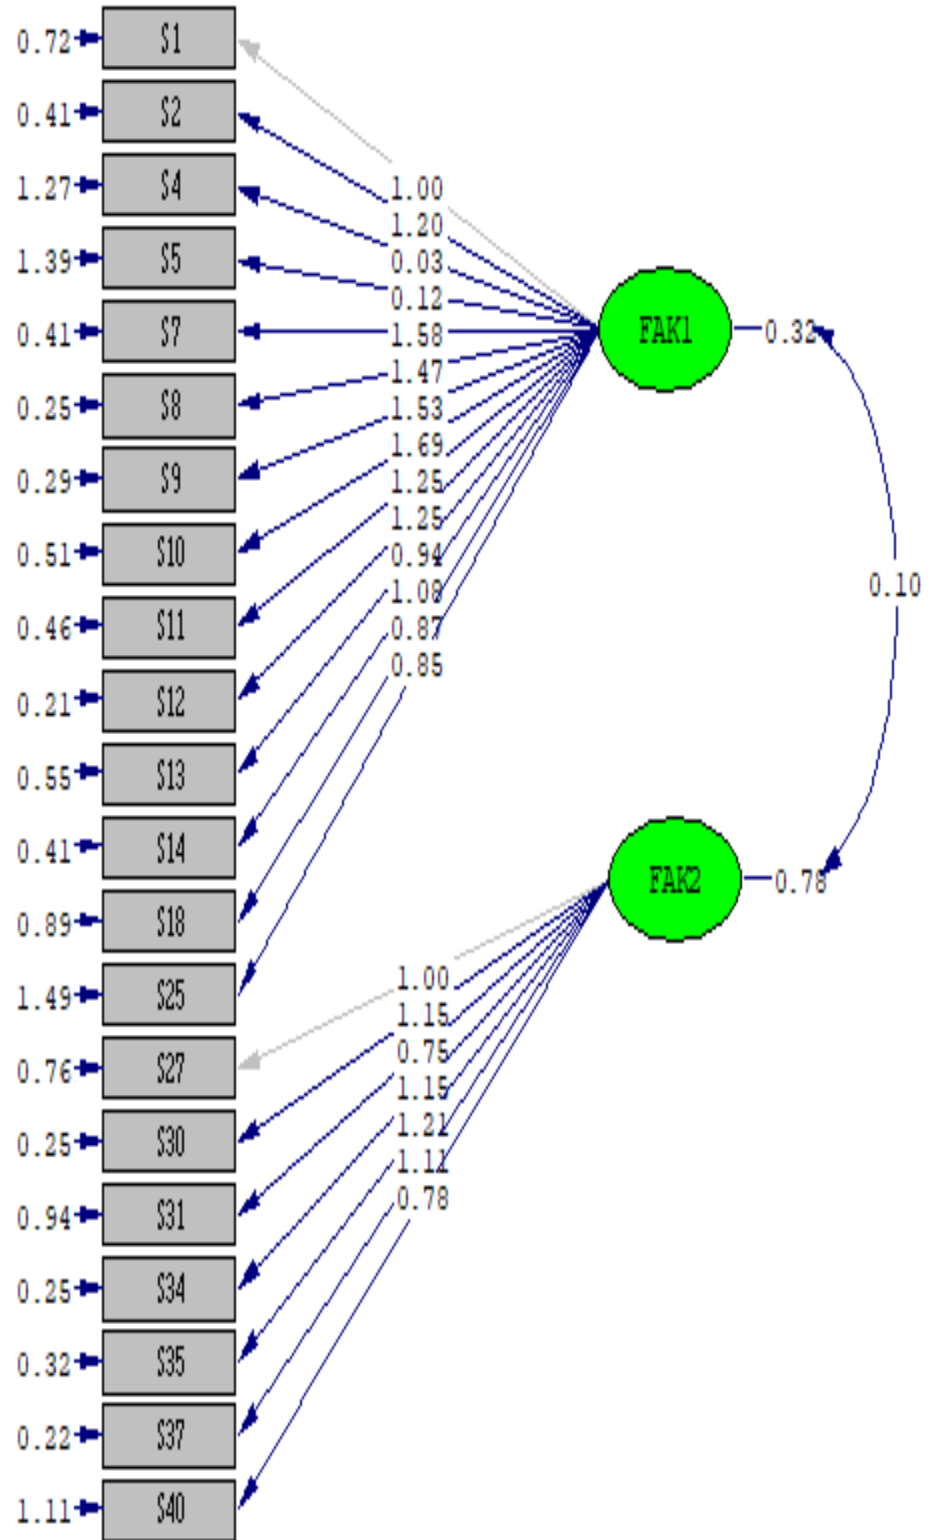 0.72 S1
0.41 S2
1.27 S4
1.39 S5
0.41 S7
0.25 S8
0.29 S9
0.51 S10
0.46 S11
0.21 S12
0.55 S13
0.41 S14
0.89 S18
1.49 S25
0.76 S27
0.25 S30
0.94 S31
0.25 S34
0.32 S35
0.22 S37
1.11 S40
1.00
1.20
0.03
0.12
1.58
1.47
1.53
1.69
1.25
1.25
0.94
1.08
0.87
0.85
1.00
1.15
0.75
1.15
1.21
1.11
0.78
FAK1 0.32
0.10
FAK2 0.78